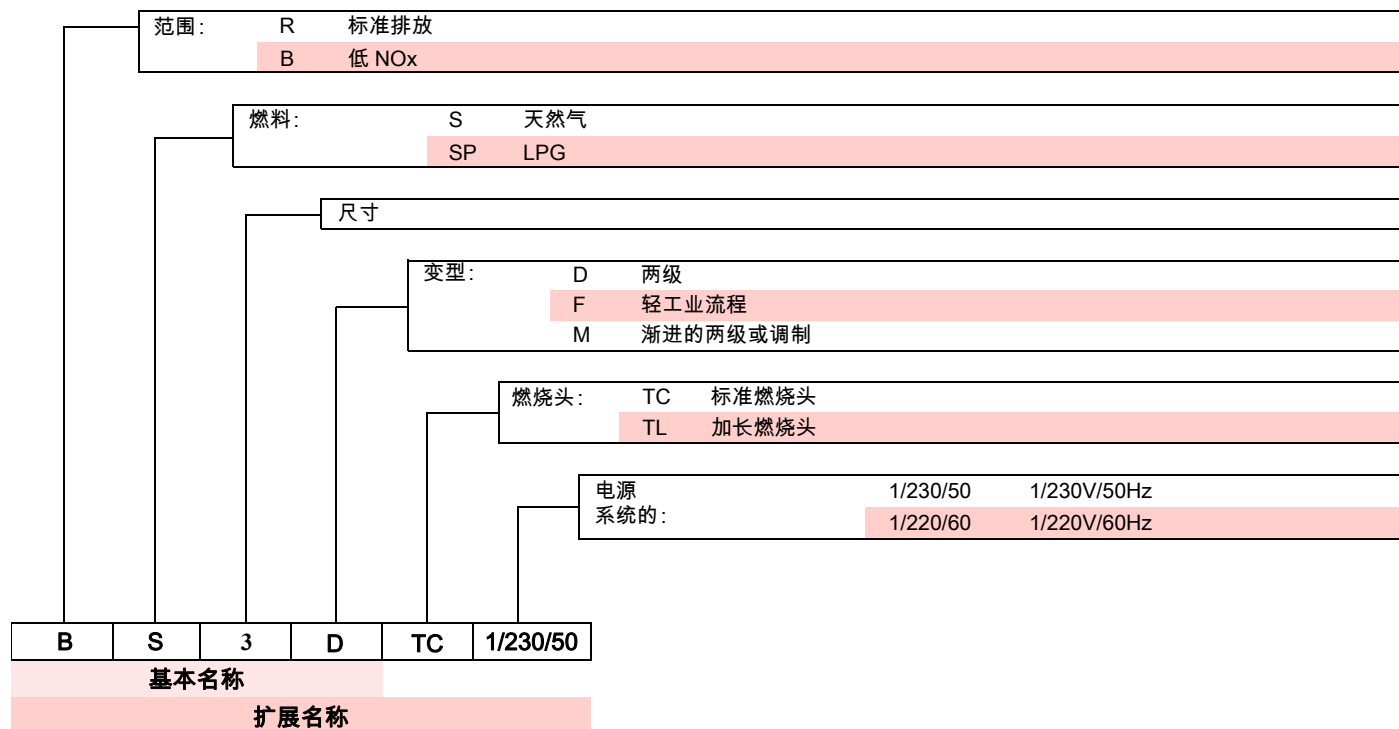 范围: R 标准排放
B 低 NOx
燃料: S 天然气
SP LPG
尺寸
变型: D 两级
F 轻工业流程
M 渐进的两级或调制
燃烧头: TC 标准燃烧头
TL 加长燃烧头
电源 1/230/50 1/230V/50Hz
系统的: 1/220/60 1/220V/60Hz
B S 3 D TC 1/230/50
基本名称
扩展名称